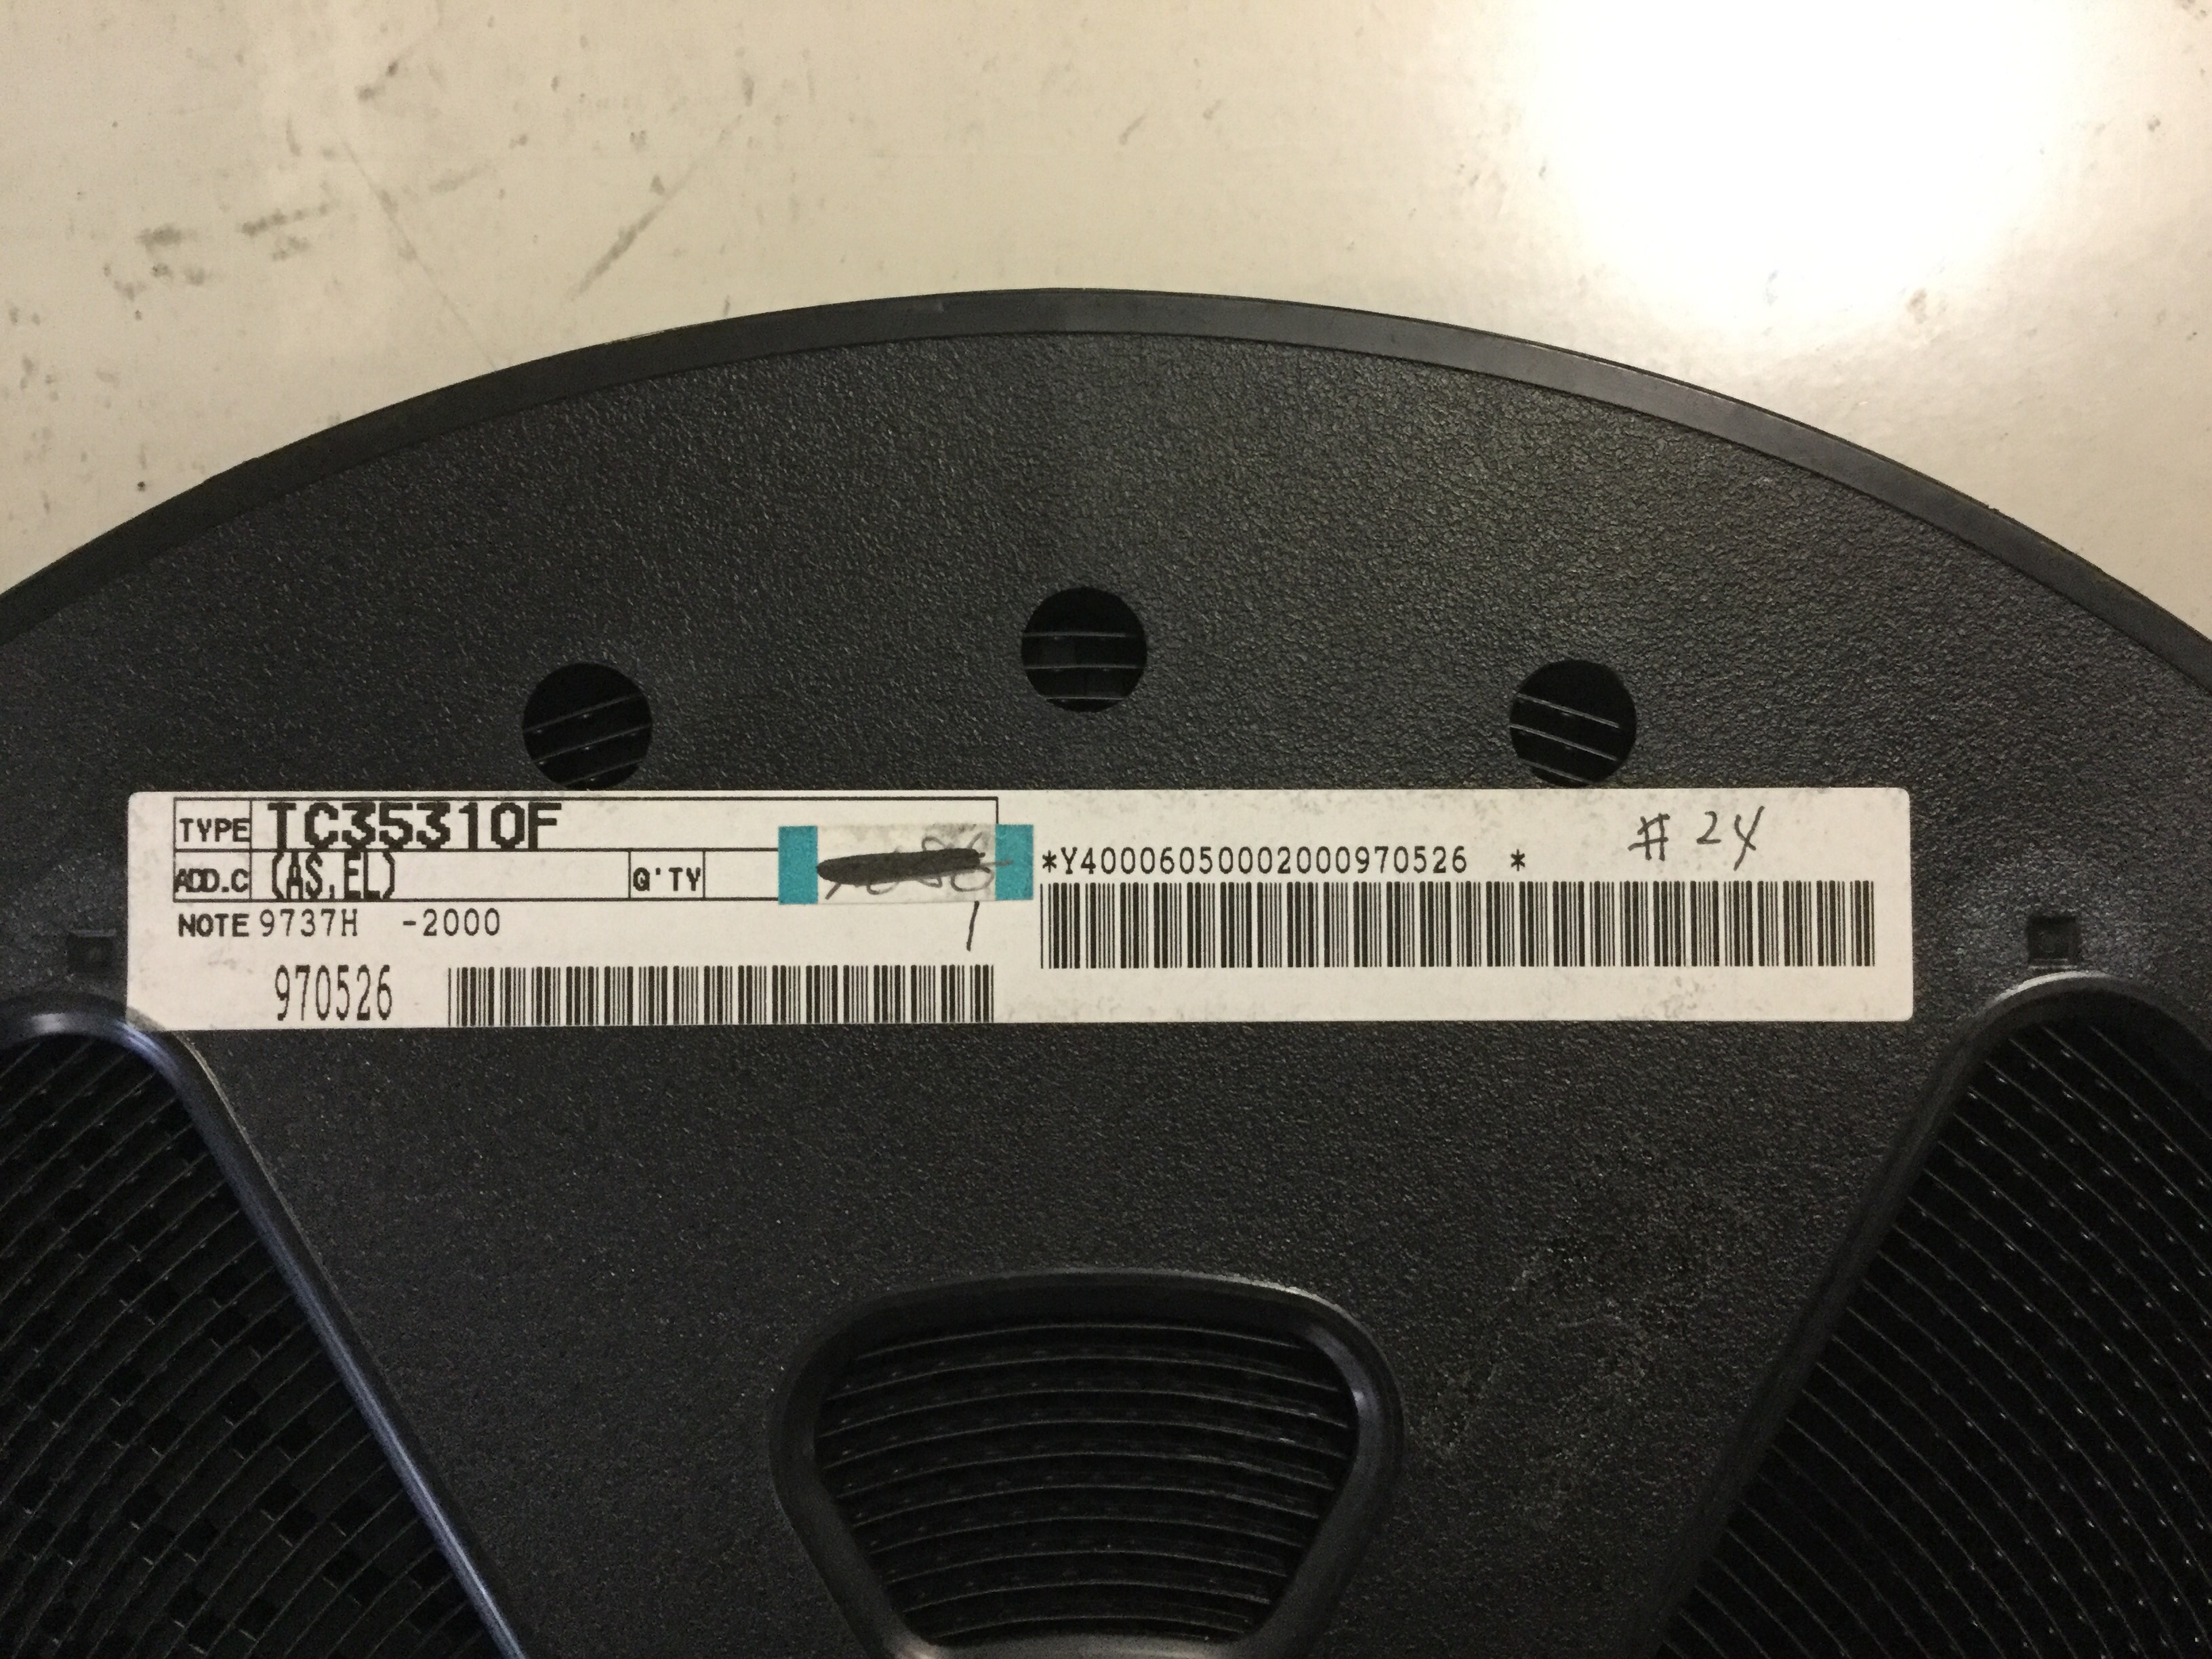 TYPE TC35310F
ADD.C (AS,EL) Q'TY
NOTE 9737H -2000
970526
*Y40006050002000970526 *
# 24